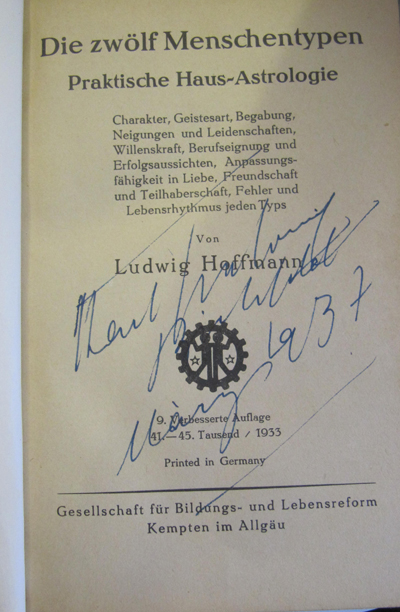 Die zwölf Menschentypen
Praktische Haus-Astrologie
Charakter, Geistesart, Begabung,
Neigungen und Leidenschaften,
Willenskraft, Berufseignung und
Erfolgsaussichten, Anpassungs-
fähigkeit in Liebe, Freundschaft
und Teilhaberschaft, Fehler und
Lebensrhythmus jeden Typs
Von
Ludwig Hoffmann
1937
März
9. Verbesserte Auflage
41.—45. Tausend / 1933
Printed in Germany
Gesellschaft für Bildungs- und Lebensreform
Kempten im Allgäu